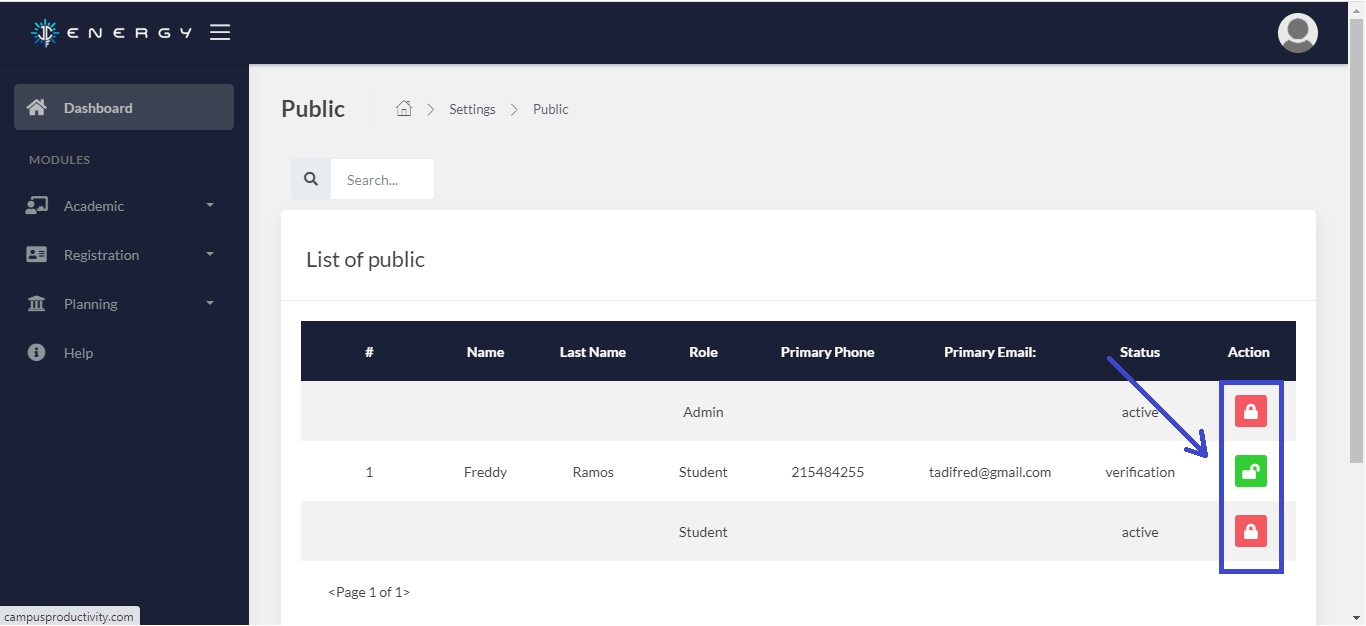 ENERGY
Public
Settings
Public
Dashboard
MODULES
Search...
Academic
Registration
List of public
Planning
Help
# Name Last Name Role Primary Phone Primary Email: Status Action
Admin active
1 Freddy Ramos Student 215484255 tadifred@gmail.com verification
Student active
<Page 1 of 1>
campusproductivity.com